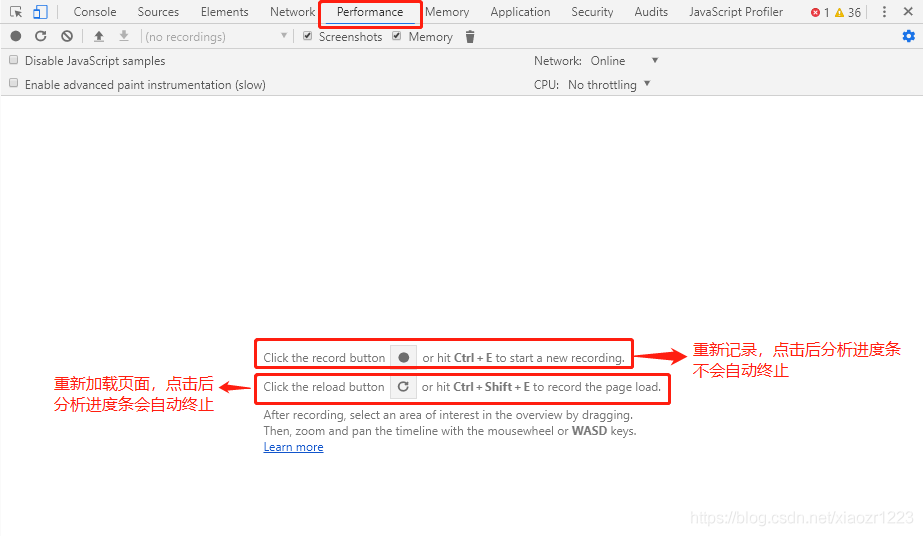 Console Sources Elements Network Performance Memory Application Security Audits JavaScript Profiler 1 36
(no recordings) Screenshots Memory
Disable JavaScript samples Network: Online
Enable advanced paint instrumentation (slow) CPU: No throttling
Click the record button or hit Ctrl + E to start a new recording.
重新记录，点击后分析进度条
不会自动终止
Click the reload button or hit Ctrl + Shift + E to record the page load.
重新加载页面，点击后
分析进度条会自动终止
After recording, select an area of interest in the overview by dragging.
Then, zoom and pan the timeline with the mousewheel or WASD keys.
Learn more
https://blog.csdn.net/xiaozr1223